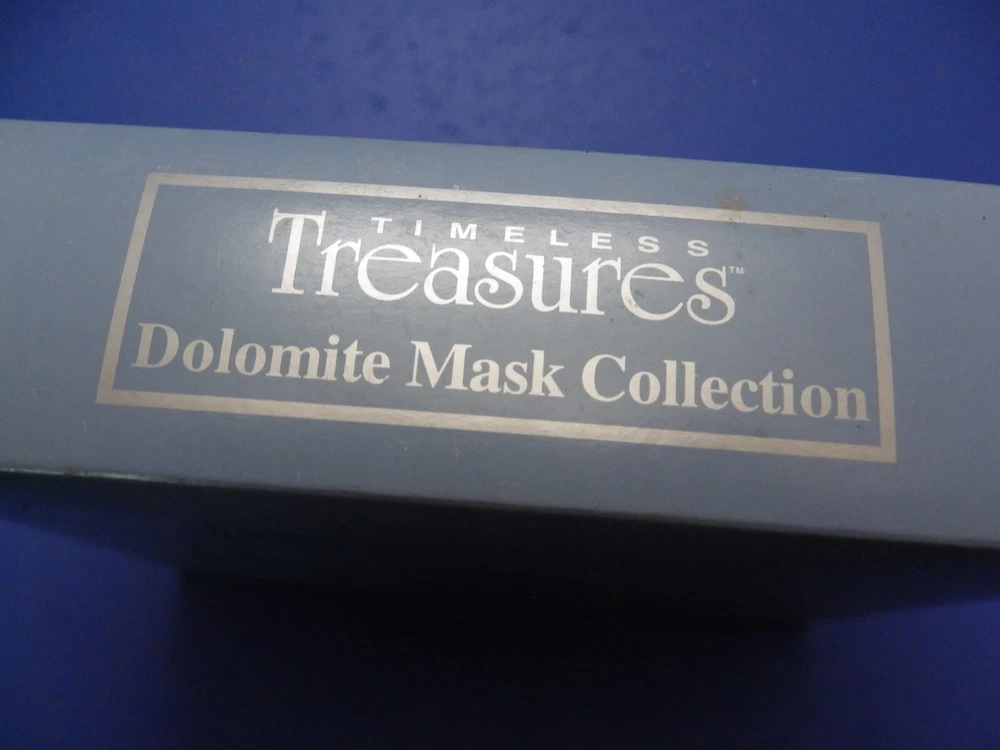 TIMELESS
Treasures™
Dolomite Mask Collection